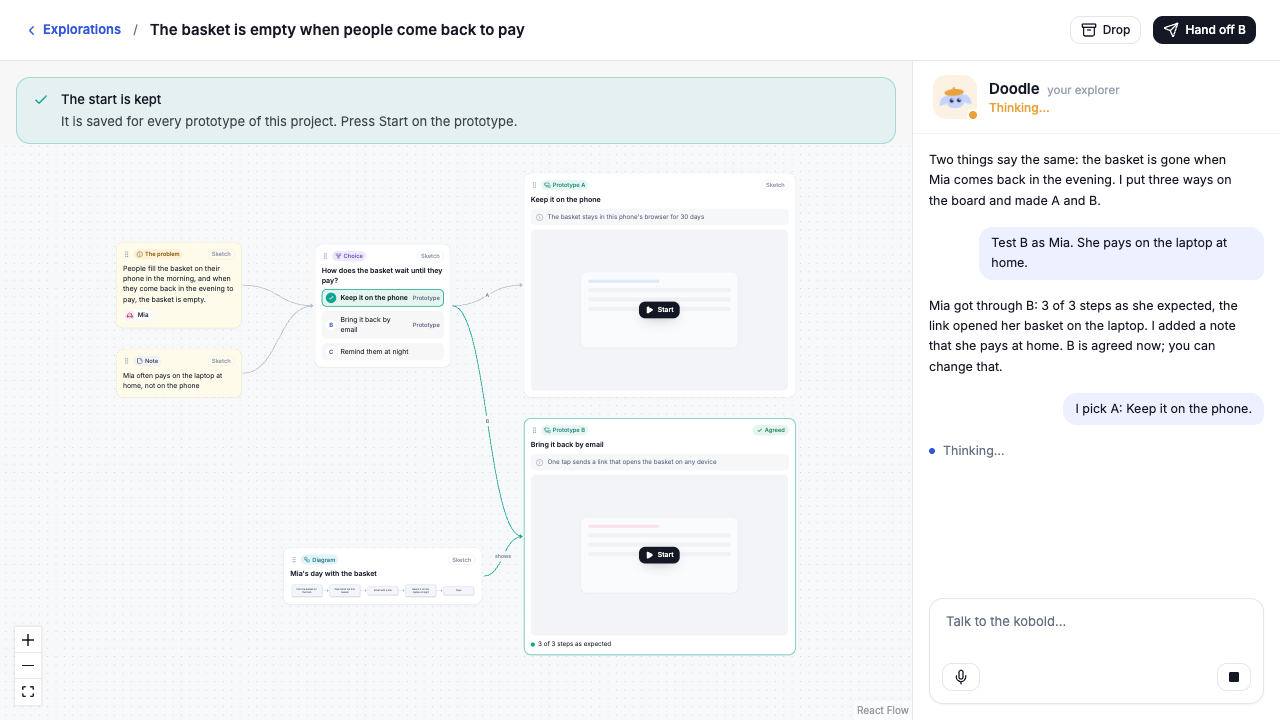 Explorations / The basket is empty when people come back to pay
Drop
Hand off B
The start is kept
It is saved for every prototype of this project. Press Start on the prototype.
The problem
Sketch
People fill the basket on their
phone in the morning, and when
they come back in the evening to
pay, the basket is empty.
Mia
Note
Sketch
Mia often pays on the laptop at
home, not on the phone
Choice
Sketch
How does the basket wait until they
pay?
Keep it on the phone Prototype
B Bring it back by
email
Prototype
C Remind them at night
A
B
shows
Diagram
Sketch
Mia's day with the basket
Prototype A
Sketch
Keep it on the phone
The basket stays in this phone's browser for 30 days
Start
Prototype B
Agreed
Bring it back by email
One tap sends a link that opens the basket on any device
Start
3 of 3 steps as expected
React Flow
Doodle your explorer
Thinking...
Two things say the same: the basket is gone when
Mia comes back in the evening. I put three ways on
the board and made A and B.
Test B as Mia. She pays on the laptop at
home.
Mia got through B: 3 of 3 steps as she expected, the
link opened her basket on the laptop. I added a note
that she pays at home. B is agreed now; you can
change that.
I pick A: Keep it on the phone.
Thinking...
Talk to the kobold...